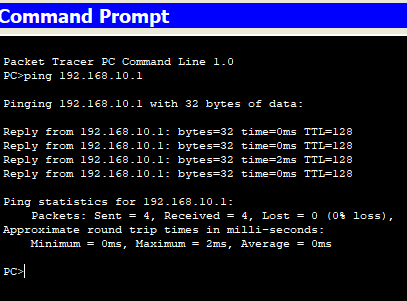 Command Prompt
Packet Tracer PC Command Line 1.0
PC>ping 192.168.10.1
Pinging 192.168.10.1 with 32 bytes of data:
Reply from 192.168.10.1: bytes=32 time=0ms TTL=128
Reply from 192.168.10.1: bytes=32 time=0ms TTL=128
Reply from 192.168.10.1: bytes=32 time=2ms TTL=128
Reply from 192.168.10.1: bytes=32 time=0ms TTL=128
Ping statistics for 192.168.10.1:
Packets: Sent = 4, Received = 4, Lost = 0 (0% loss),
Approximate round trip times in milli-seconds:
Minimum = 0ms, Maximum = 2ms, Average = 0ms
PC>